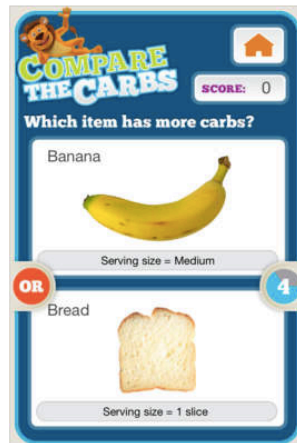 COMPARE
THE CARBS
SCORE: 0
Which item has more carbs?
Banana
Serving size = Medium
OR
4
Bread
Serving size = 1 slice